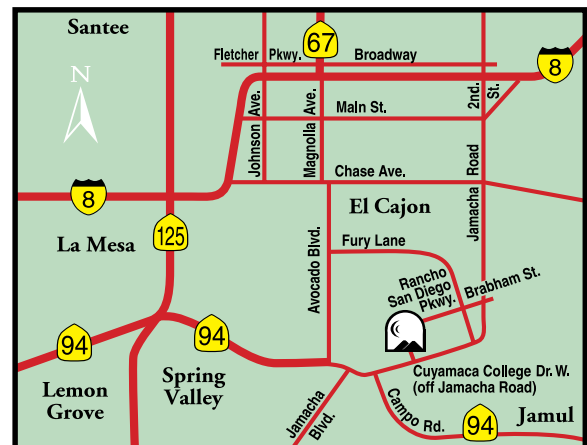 Santee
67
Fletcher Pkwy. Broadway
8
N
Johnson Ave.
Magnolla Ave.
2nd. St.
Main St.
Chase Ave.
8
125
La Mesa
El Cajon
Jamacha Road
Avocado Blvd.
Fury Lane
Rancho
San Diego
Pkwy.
Brabham St.
94
94
Cuyamaca College Dr. W.
(off Jamacha Road)
Lemon
Grove
Spring
Valley
Jamacha
Blvd.
Campo Rd.
94
Jamul